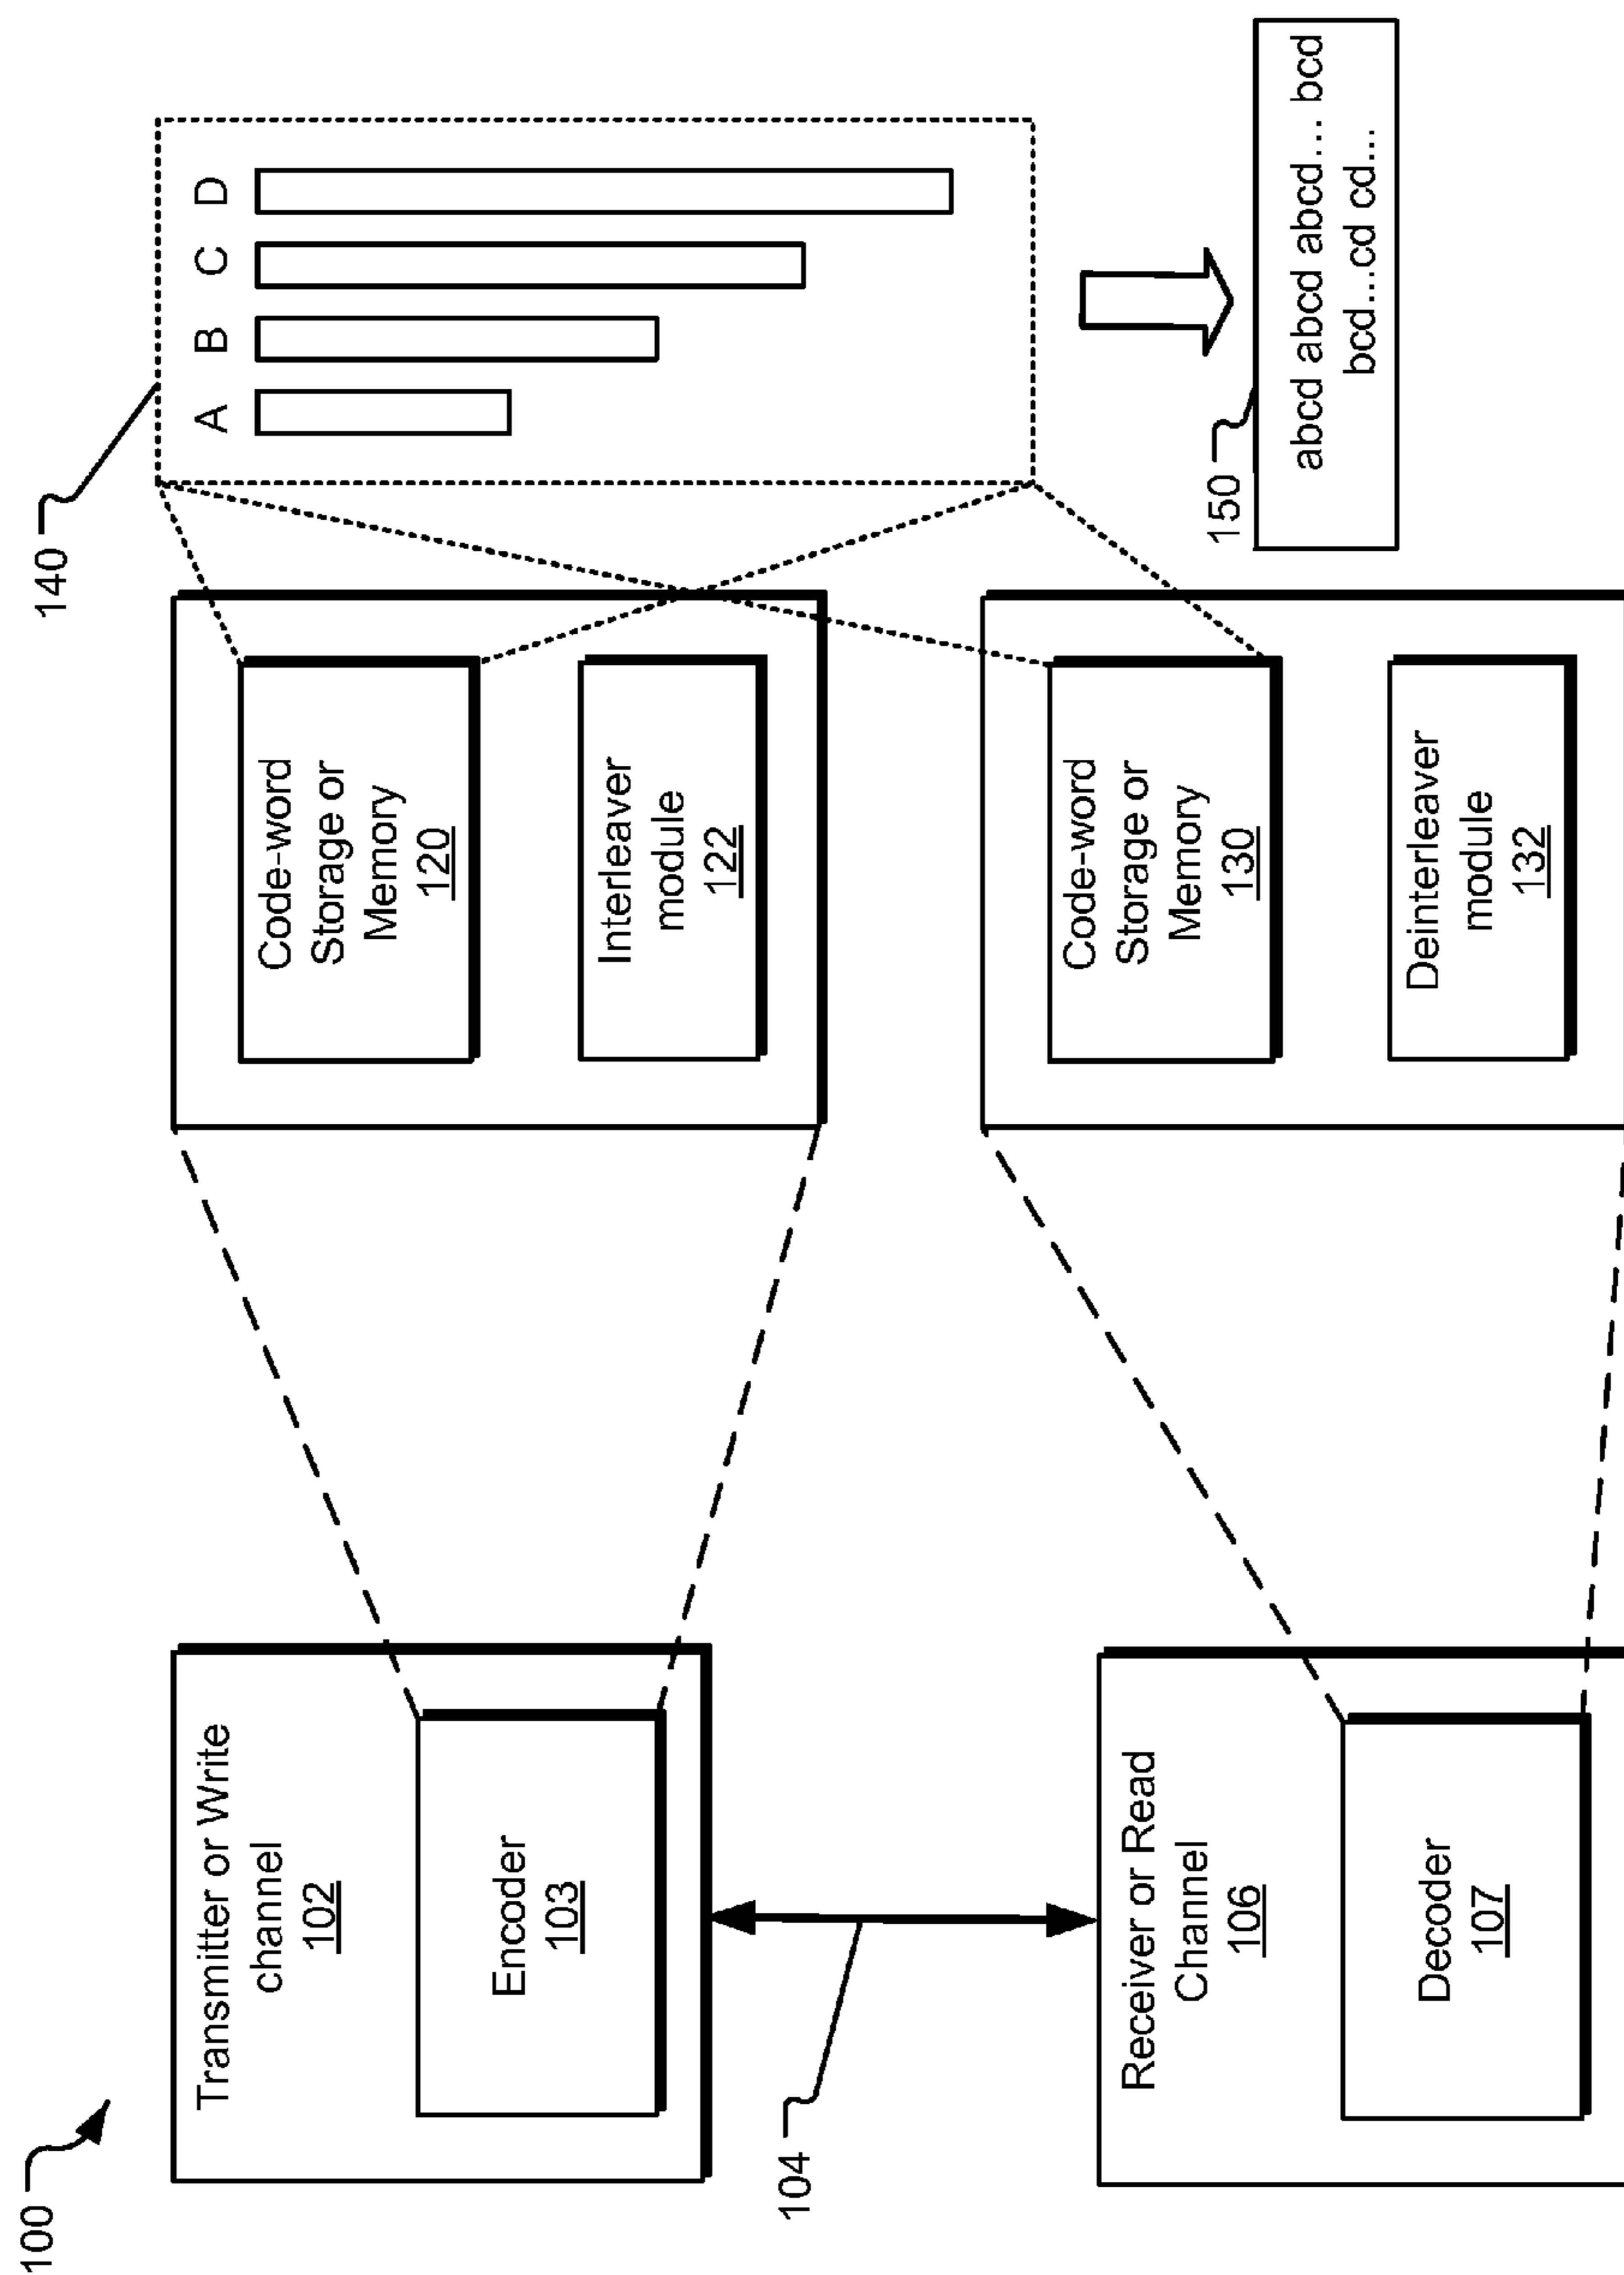 100
Transmitter or Write
channel
102
Encoder
103
104
Receiver or Read
Channel
106
Decoder
107
Code-word
Storage or
Memory
120
Interleaver
module
122
Code-word
Storage or
Memory
130
Deinterleaver
module
132
140
A B C D
150
abcd abcd abcd... bcd
bcd...cd cd...